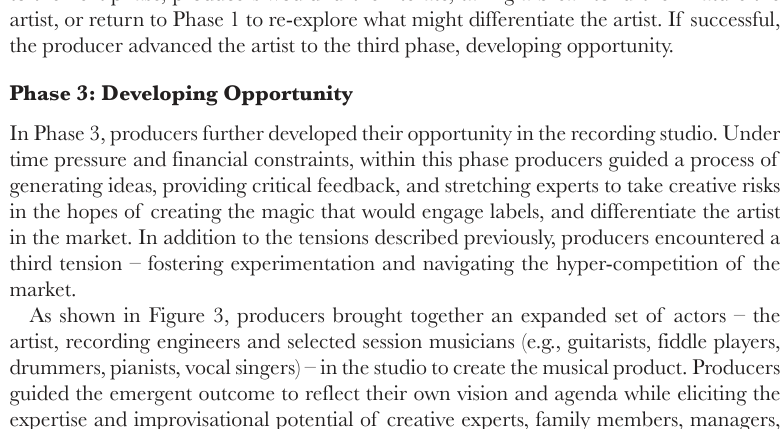 artist, or return to Phase 1 to re-explore what might differentiate the artist. If successful,
the producer advanced the artist to the third phase, developing opportunity.
Phase 3: Developing Opportunity
In Phase 3, producers further developed their opportunity in the recording studio. Under
time pressure and financial constraints, within this phase producers guided a process of
generating ideas, providing critical feedback, and stretching experts to take creative risks
in the hopes of creating the magic that would engage labels, and differentiate the artist
in the market. In addition to the tensions described previously, producers encountered a
third tension – fostering experimentation and navigating the hyper-competition of the
market.
As shown in Figure 3, producers brought together an expanded set of actors – the
artist, recording engineers and selected session musicians (e.g., guitarists, fiddle players,
drummers, pianists, vocal singers) – in the studio to create the musical product. Producers
guided the emergent outcome to reflect their own vision and agenda while eliciting the
expertise and improvisational potential of creative experts, family members, managers,